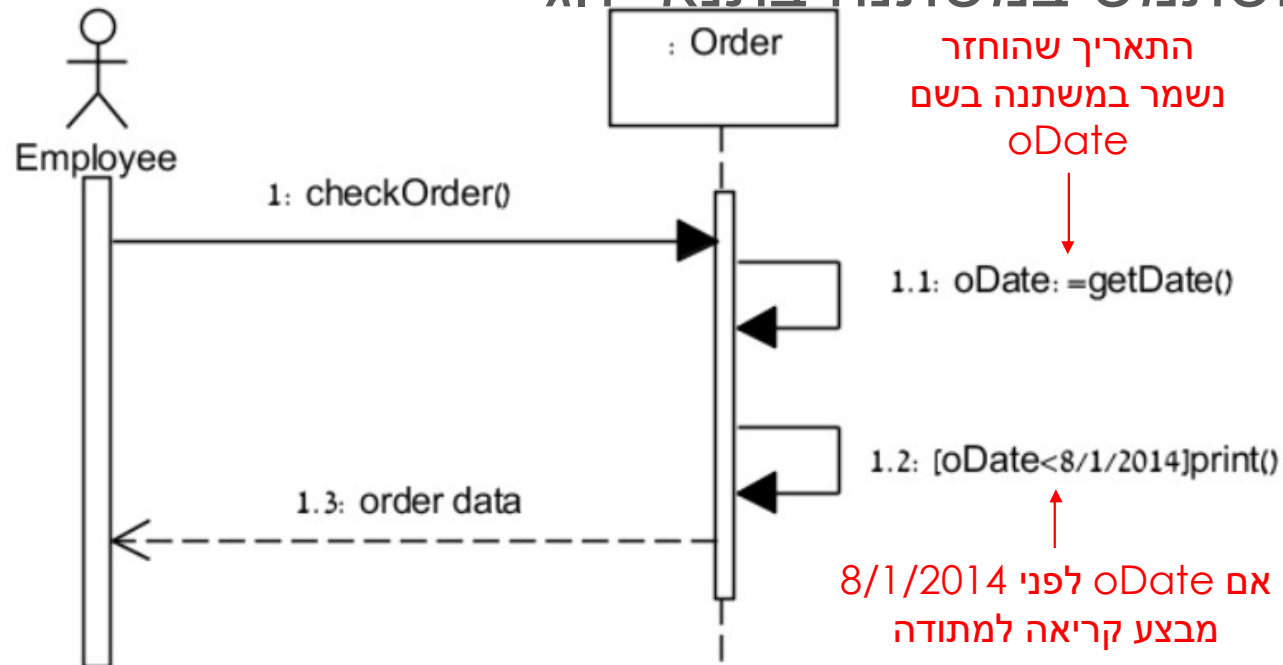 : Order
התאריך שהוחזר
נשמר במשתנה בשם
oDate
Employee
1: checkOrder()
1.1: oDate:=getDate()
1.2: [oDate<8/1/2014]print()
1.3: order data
אם oDate לפני 8/1/2014
מבצע קריאה למתודה